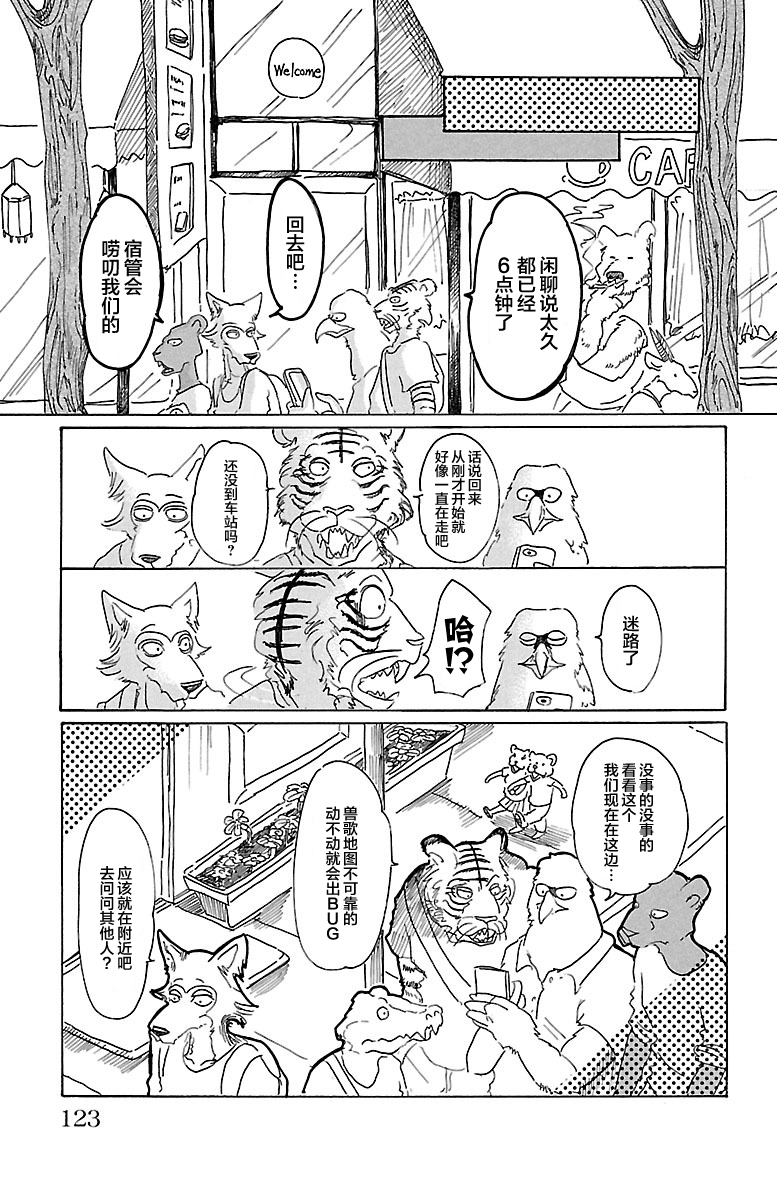 Welcome
CAF
闲聊说太久
都已经
6点钟了
回去吧…
宿管会
唠叨我们的
话说回来
从刚才开始就
好像一直在走吧
还没到车站吗?
迷路了
哈!?
没事的没事的
看看这个
我们现在在这边…
兽歌地图不可靠的
动不动就会出BUG
应该就在附近吧
去问问其他人?
123